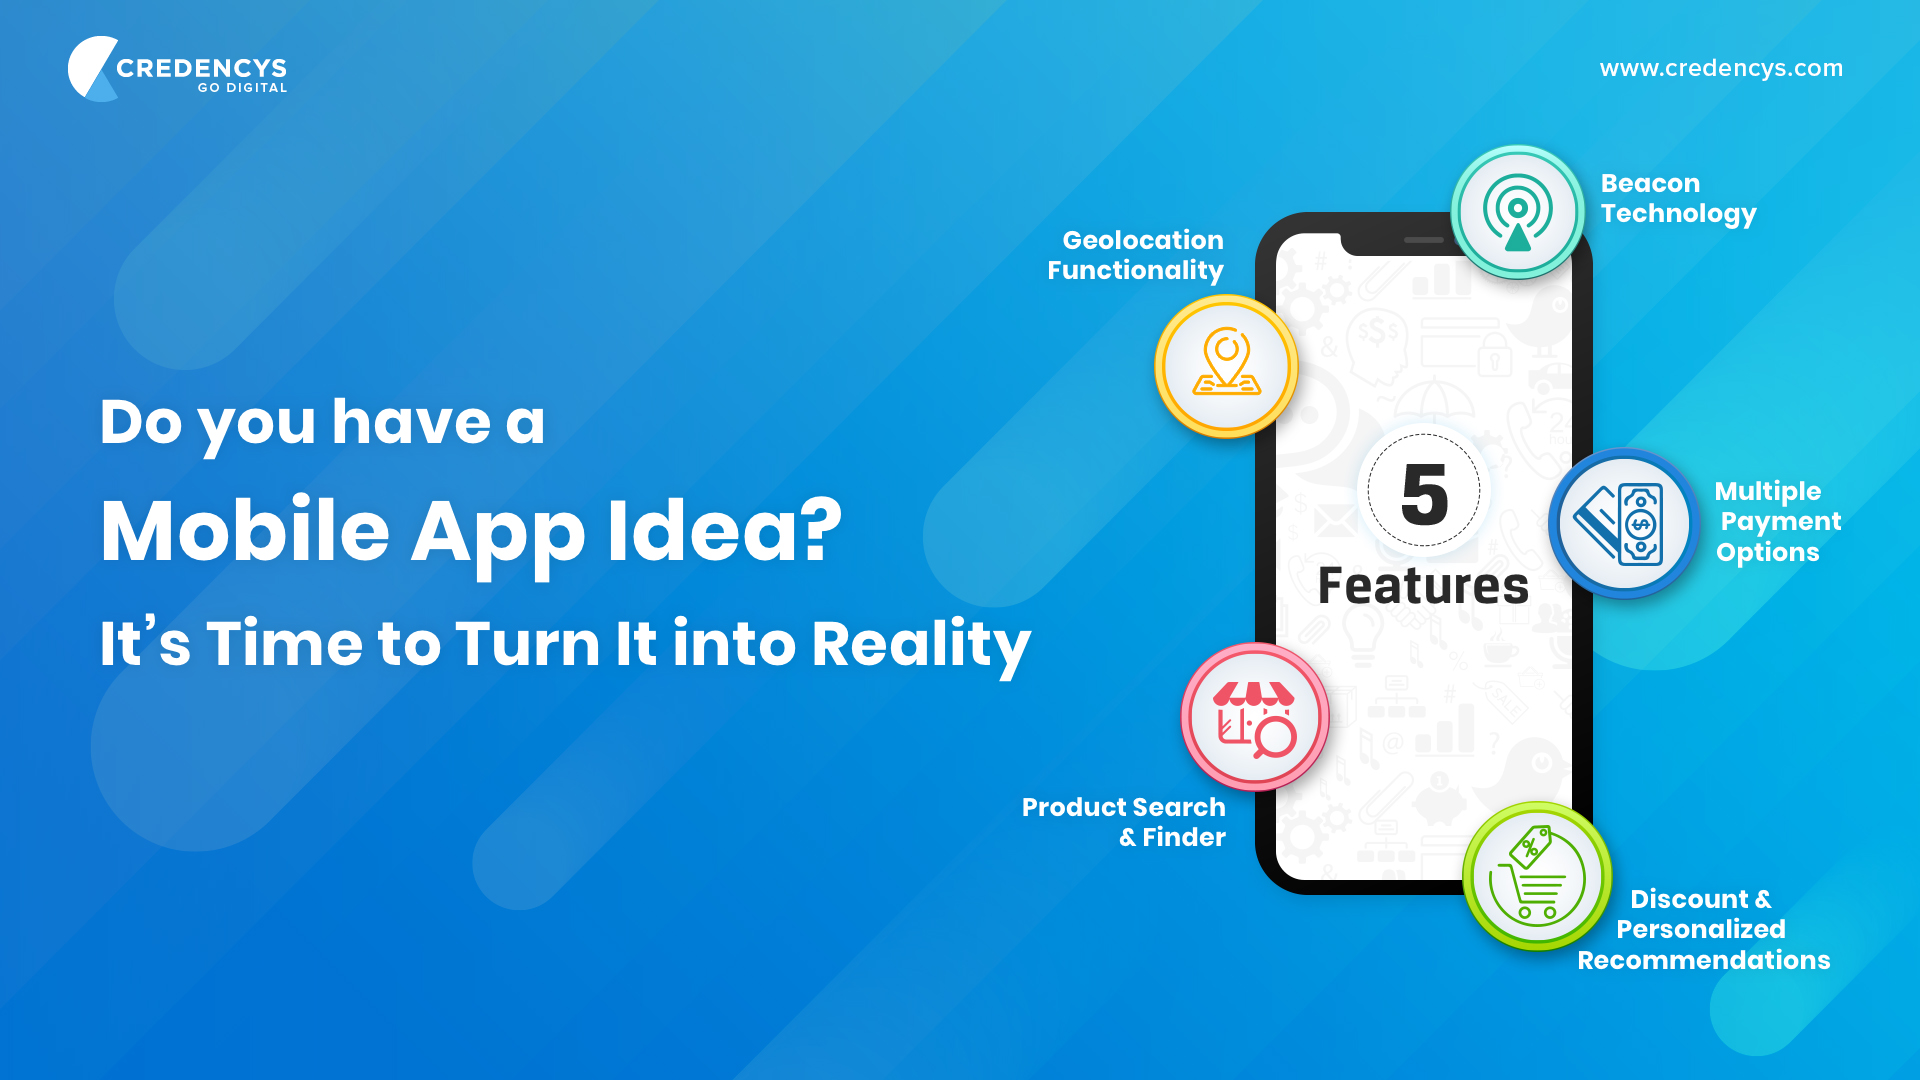 CREDENCYS
GO DIGITAL
www.credencys.com
Do you have a
Mobile App Idea?
It’s Time to Turn It into Reality
Geolocation
Functionality
Beacon
Technology
5
Features
Multiple
Payment
Options
Product Search
& Finder
Discount &
Personalized
Recommendations